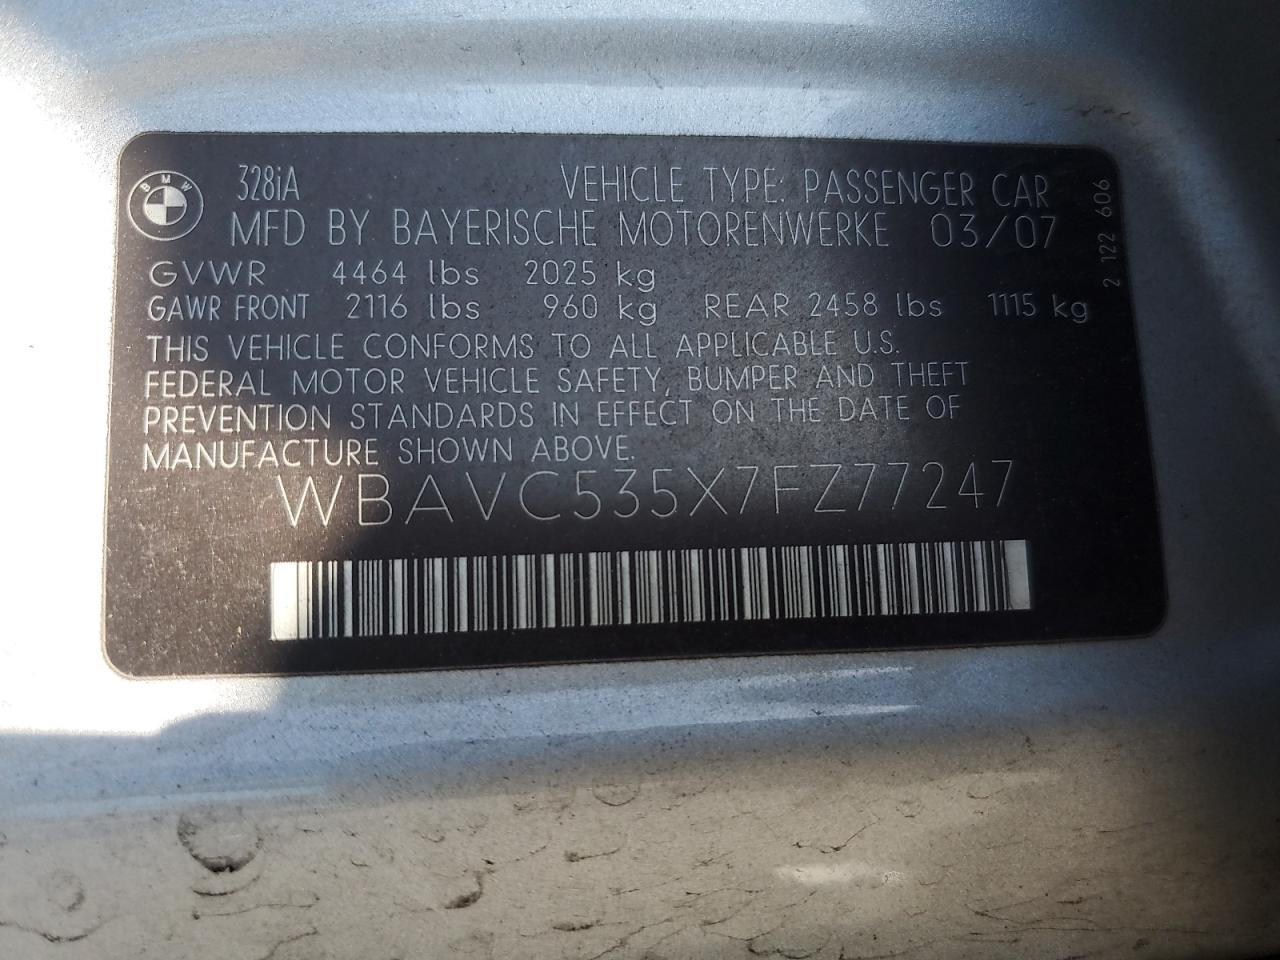 BMW
328iA VEHICLE TYPE: PASSENGER CAR
MFD BY BAYERISCHE MOTORENWERKE 03/07
GVWR 4464 lbs 2025 kg
GAWR FRONT 2116 lbs 960 kg REAR 2458 lbs 1115 kg
THIS VEHICLE CONFORMS TO ALL APPLICABLE U.S.
FEDERAL MOTOR VEHICLE SAFETY, BUMPER AND THEFT
PREVENTION STANDARDS IN EFFECT ON THE DATE OF
MANUFACTURE SHOWN ABOVE.
WBAVC535X7FZ77247
2 122 606